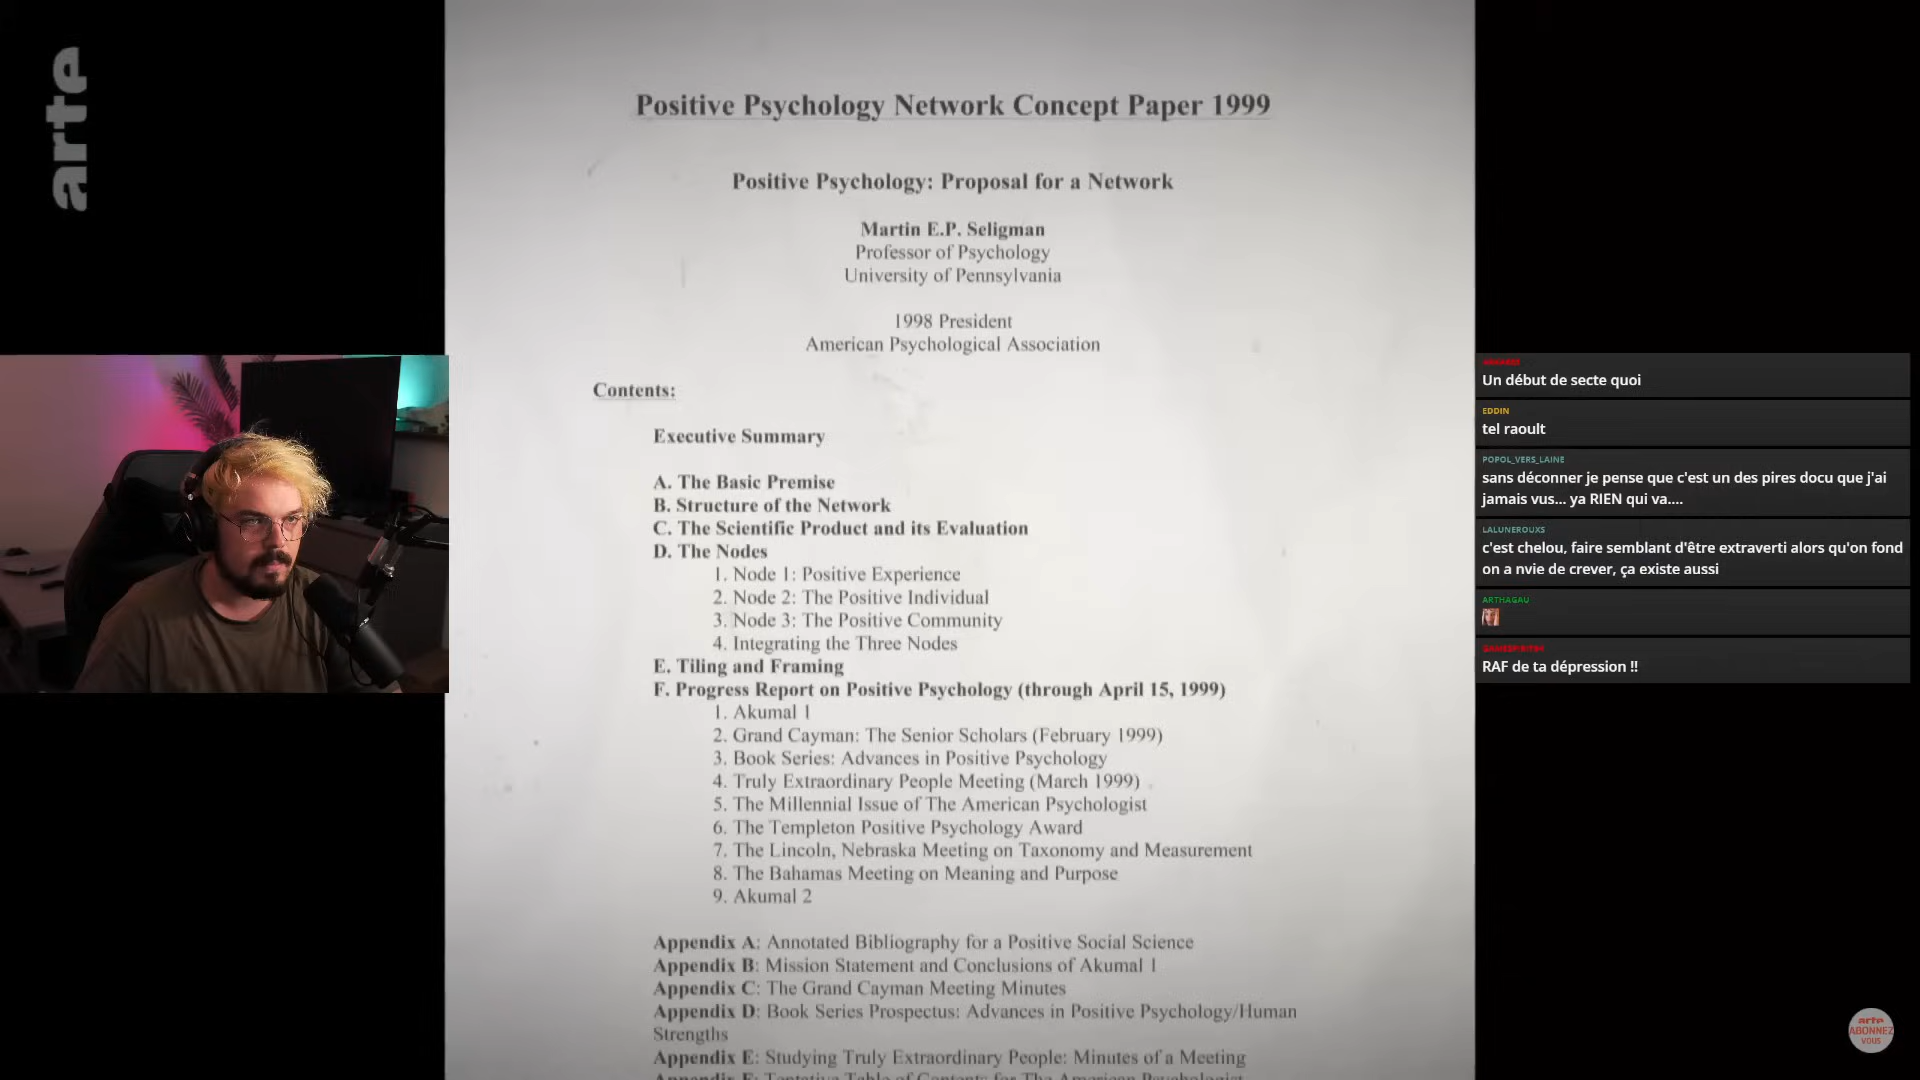 arte
Positive Psychology Network Concept Paper 1999
Positive Psychology: Proposal for a Network
Martin E.P. Seligman
Professor of Psychology
University of Pennsylvania
1998 President
American Psychological Association
Contents:
Executive Summary
A. The Basic Premise
B. Structure of the Network
C. The Scientific Product and its Evaluation
D. The Nodes
1. Node 1: Positive Experience
2. Node 2: The Positive Individual
3. Node 3: The Positive Community
4. Integrating the Three Nodes
E. Tiling and Framing
F. Progress Report on Positive Psychology (through April 15, 1999)
1. Akumal 1
2. Grand Cayman: The Senior Scholars (February 1999)
3. Book Series: Advances in Positive Psychology
4. Truly Extraordinary People Meeting (March 1999)
5. The Millennial Issue of The American Psychologist
6. The Templeton Positive Psychology Award
7. The Lincoln, Nebraska Meeting on Taxonomy and Measurement
8. The Bahamas Meeting on Meaning and Purpose
9. Akumal 2
Appendix A: Annotated Bibliography for a Positive Social Science
Appendix B: Mission Statement and Conclusions of Akumal 1
Appendix C: The Grand Cayman Meeting Minutes
Appendix D: Book Series Prospectus: Advances in Positive Psychology/Human
Strengths
Appendix E: Studying Truly Extraordinary People: Minutes of a Meeting
Un début de secte quoi
EDDIN
tel raoult
POPOL_VERS_LAINE
sans déconner je pense que c'est un des pires docu que j'ai
jamais vus... ya RIEN qui va....
LALUNEROUXS
c'est chelou, faire semblant d'être extraverti alors qu'on fond
on a nvie de crever, ça existe aussi
ARTHAGAU
RAF de ta dépression !!
arte
ABONNEZ
VOUS